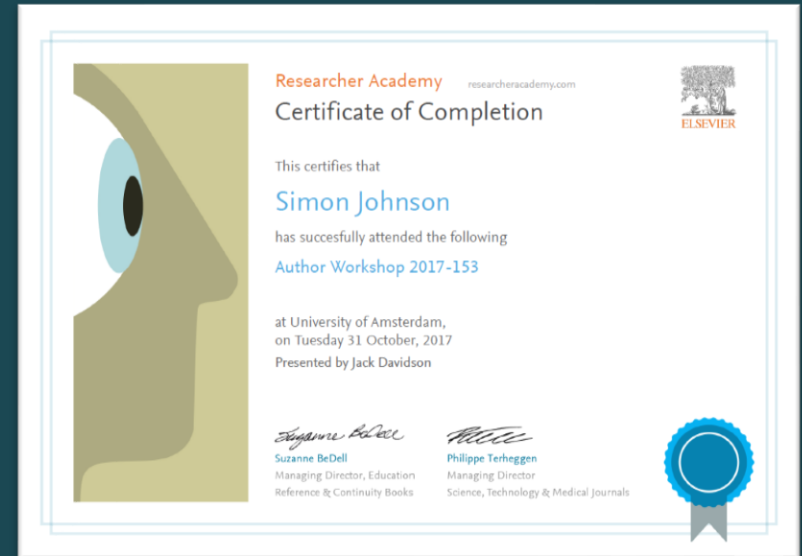 Researcher Academy researcheracademy.com
Certificate of Completion
ELSEVIER
This certifies that
Simon Johnson
has succesfully attended the following
Author Workshop 2017-153
at University of Amsterdam,
on Tuesday 31 October, 2017
Presented by Jack Davidson
Suzanne BeDell
Suzanne BeDell
Managing Director, Education
Reference & Continuity Books
Philippe Terheggen
Managing Director
Science, Technology & Medical Journals